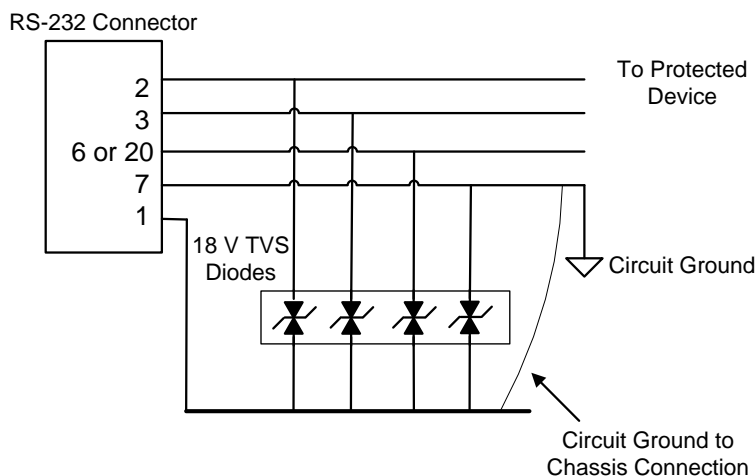 RS-232 Connector
2
3
6 or 20
7
1
To Protected
Device
18 V TVS
Diodes
Circuit Ground
Circuit Ground to
Chassis Connection